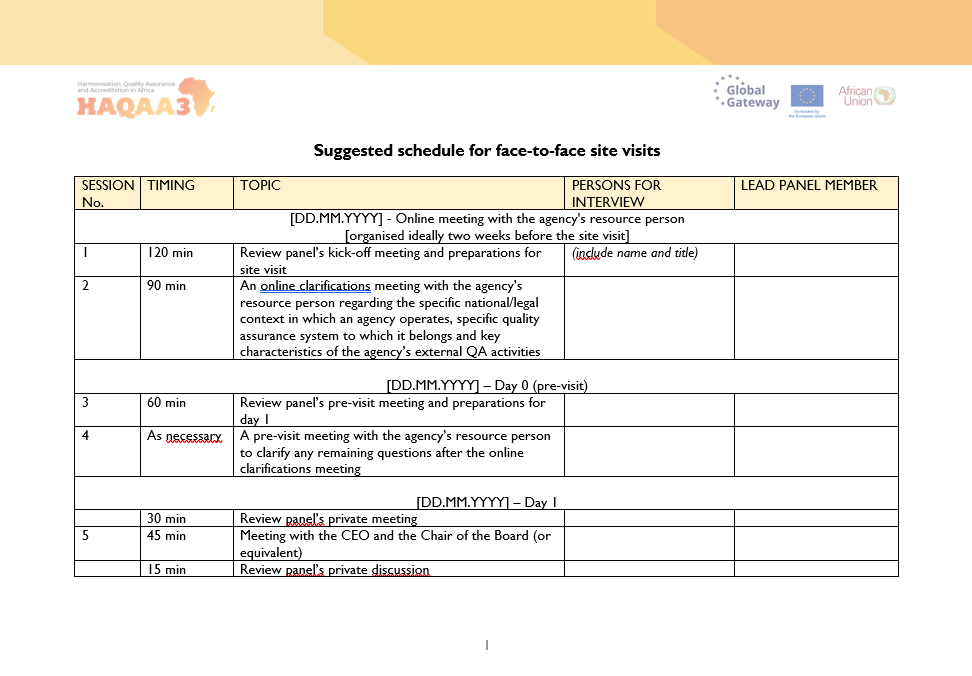 Harmonisation, Quality Assurance
and Accreditation in Africa
HAQAA3
Global
Gateway
Co-funded by
the European Union
African
Union
Suggested schedule for face-to-face site visits
SESSION No. TIMING TOPIC PERSONS FOR INTERVIEW LEAD PANEL MEMBER
[DD.MM.YYYY] - Online meeting with the agency's resource person
[organised ideally two weeks before the site visit]
1 120 min Review panel's kick-off meeting and preparations for (include name and title)
site visit
2 90 min An online clarifications meeting with the agency's
resource person regarding the specific national/legal
context in which an agency operates, specific quality
assurance system to which it belongs and key
characteristics of the agency's external QA activities
[DD.MM.YYYY] – Day 0 (pre-visit)
3 60 min Review panel's pre-visit meeting and preparations for
day 1
4 As necessary A pre-visit meeting with the agency's resource person
to clarify any remaining questions after the online
clarifications meeting
[DD.MM.YYYY] – Day 1
30 min Review panel's private meeting
5 45 min Meeting with the CEO and the Chair of the Board (or
equivalent)
15 min Review panel's private discussion
1